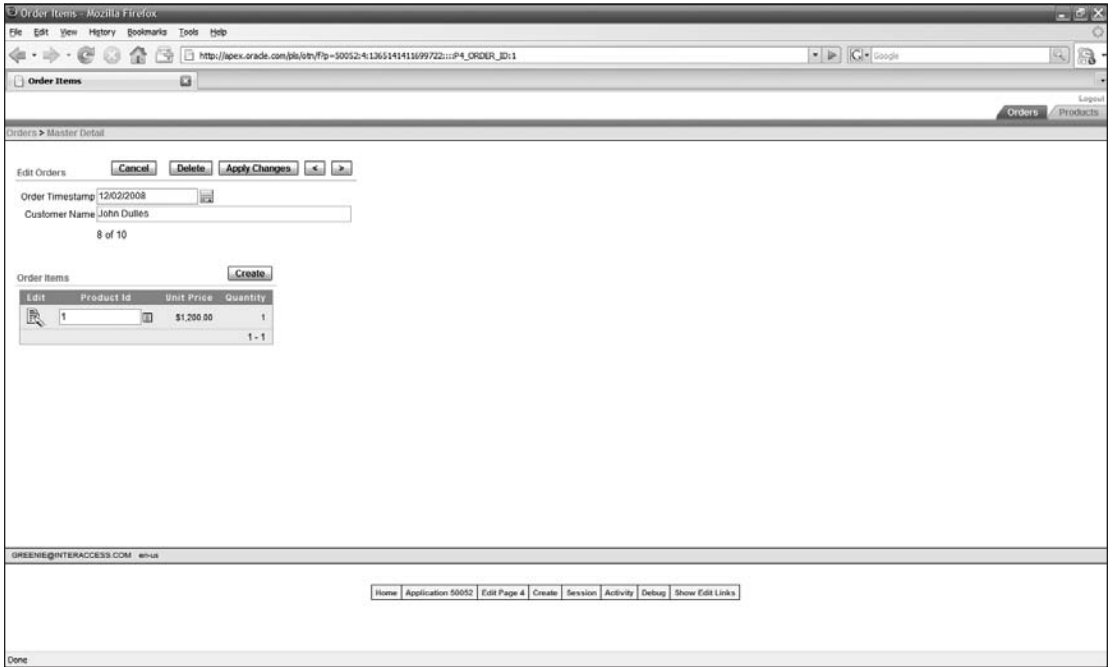 Order Items - Mozilla Firefox
File Edit View History Bookmarks Tools Help
http://apex.oracle.com/pls/otn/f?p=50052:4:1365141411699722::::P4_ORDER_ID:1
Google
Order Items
Logout
Orders Products
Orders > Master Detail
Edit Orders Cancel Delete Apply Changes < >
Order Timestamp 12/02/2008
Customer Name John Dulles
8 of 10
Order Items Create
Edit Product Id Unit Price Quantity
1 $1,200.00 1
1 - 1
GREENIE@INTERACCESS.COM en-us
Home Application 50052 Edit Page 4 Create Session Activity Debug Show Edit Links
Done